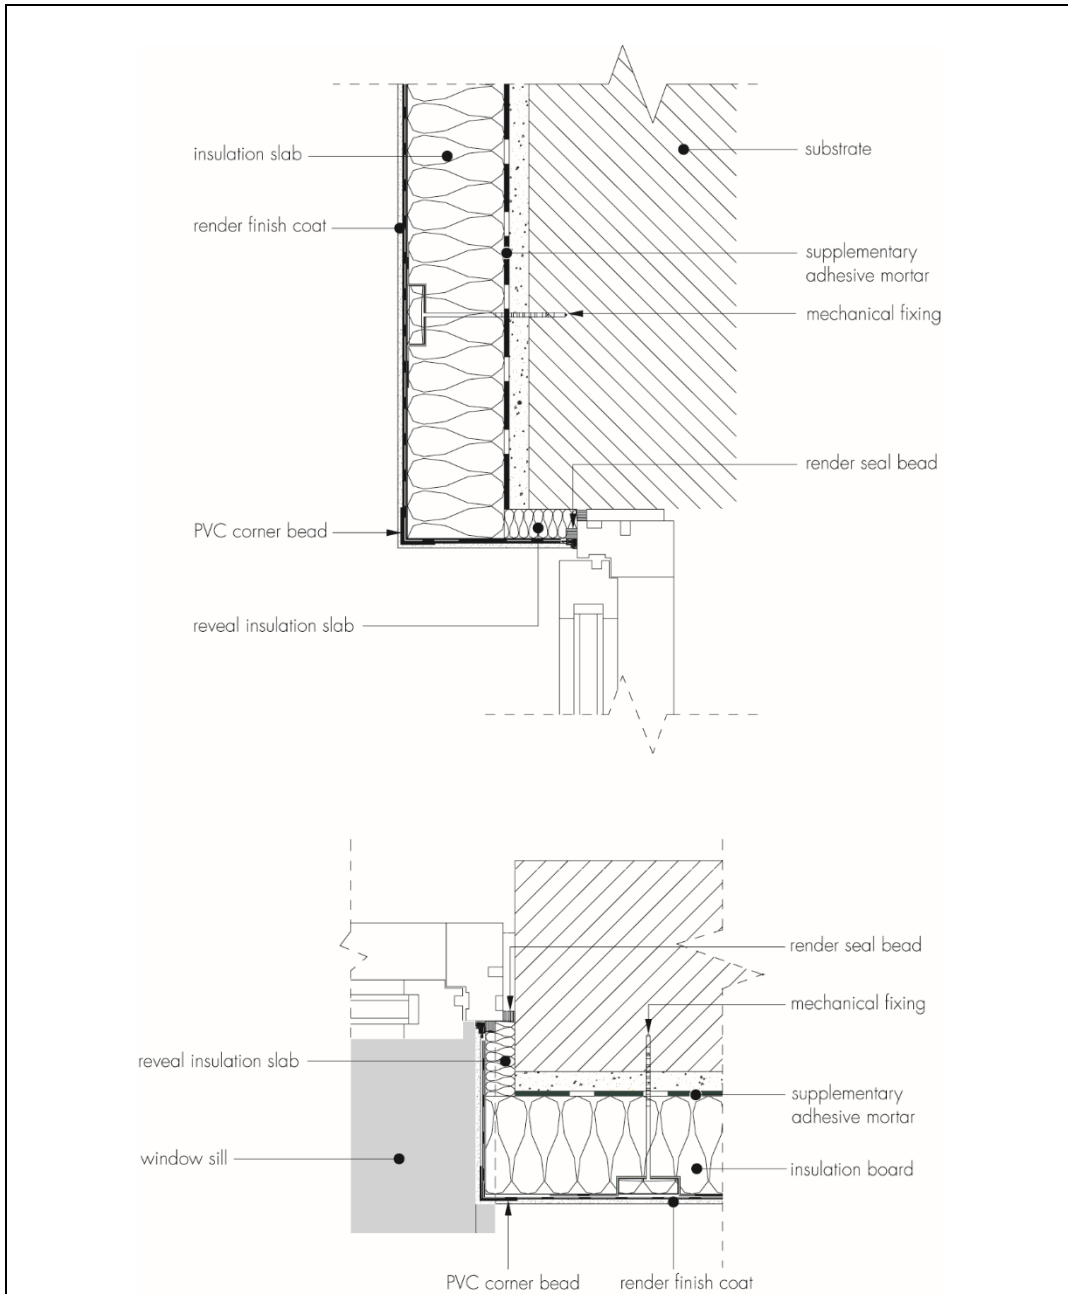 insulation slab
substrate
render finish coat
supplementary
adhesive mortar
mechanical fixing
render seal bead
PVC corner bead
reveal insulation slab
render seal bead
mechanical fixing
reveal insulation slab
supplementary
adhesive mortar
window sill
insulation board
PVC corner bead
render finish coat